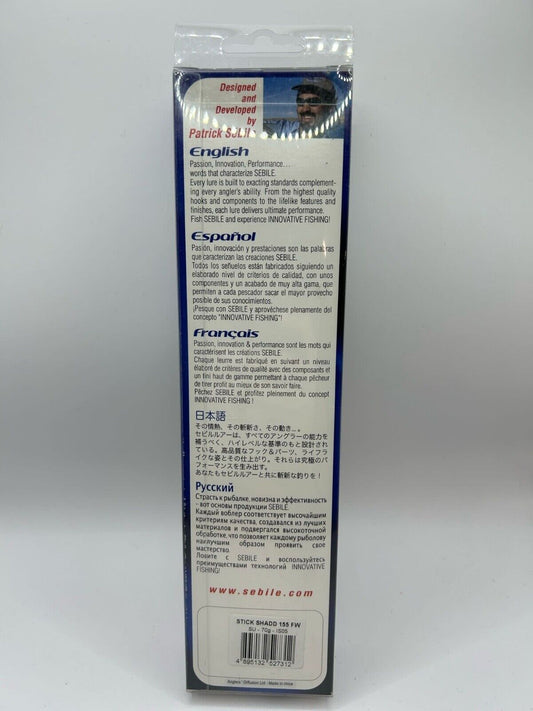 Designed
and
Developed
by
Patrick Sebile
English
Passion, Innovation, Performance...
words that characterize SEBILE.
Every lure is built to exacting standards complement-
ing every angler's ability. From the highest quality
hooks and components to the lifelike features and
finishes, each lure delivers ultimate performance.
Fish SEBILE and experience INNOVATIVE FISHING!
Español
Pasión, innovación y prestaciones son las palabras
que caracterizan las creaciones SEBILE.
Todos los señuelos están fabricados siguiendo un
elaborado nivel de criterios de calidad, con unos
componentes y un acabado de muy alta gama, que
permiten a cada pescador sacar el mayor provecho
posible de sus conocimientos.
¡Pesque con SEBILE y aprovéchese plenamente del
concepto "INNOVATIVE FISHING"!
Français
Passion, innovation & performance sont les mots qui
caractérisent les créations SEBILE.
Chaque leurre est fabriqué en suivant un niveau
élaboré de critères de qualité avec des composants et
un fini haut de gamme permettant à chaque pêcheur
de tirer profit au mieux de son savoir faire.
Pêchez SEBILE et profitez pleinement du concept
INNOVATIVE FISHING !
日本語
その情熱、その斬新さ、その動き...。
セビルルアーは、すべてのアングラーの能力を
補うべく、ハイレベルな基準のもと設計され
ている。高品質なフック&パーツ、ライフラ
イクな姿とその仕上がり。それらは究極のパ
フォーマンスを生み出す。
あなたもセビルルアーと共に斬新な釣りを！
Русский
Страсть к рыбалке, новизна и эффективность
- вот основы продукции SEBILE.
Каждый воблер соответствует высочайшим
критериям качества, создавался из лучших
материалов и подвергался высокоточной
обработке, что позволяет каждому рыболову
наилучшим образом проявить свое
мастерство.
Ловите с SEBILE и воспользуйтесь
преимуществами технологий INNOVATIVE
FISHING!
www.sebile.com
STICK SHADD 155 FW
SU - 70g - IS05
4 895132 527312
Anglers' Diffusion Ltd - Made in china